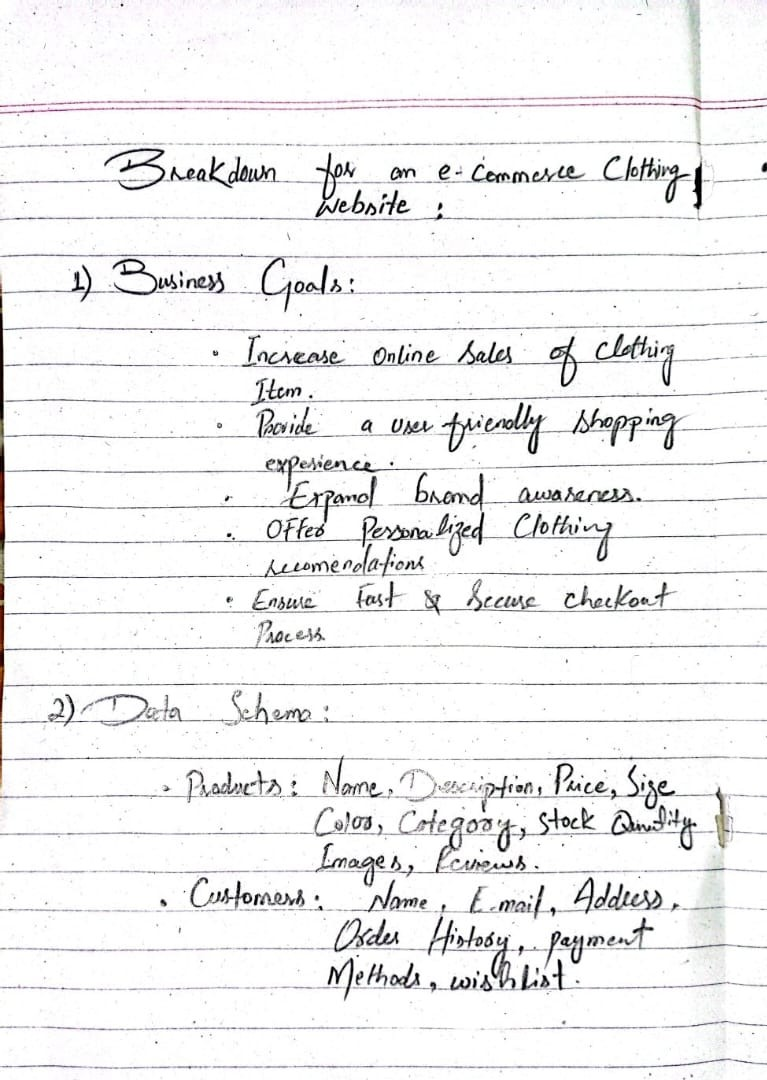 Breakdown for an e-Commerce Clothing
Website :
1) Business Goals:
• Increase Online Sales of Clothing
Item.
• Provide a user friendly shopping
experience.
• Expand brand awareness.
• Offer Personalized Clothing
recomendations
• Ensure Fast & Secure checkout
Process
2) Data Schema:
• Products: Name, Description, Price, Size
Color, Category, Stock Quantity
Images, Reviews.
• Customers: Name, E-mail, Address,
Order History, payment
Methods, wishlist.